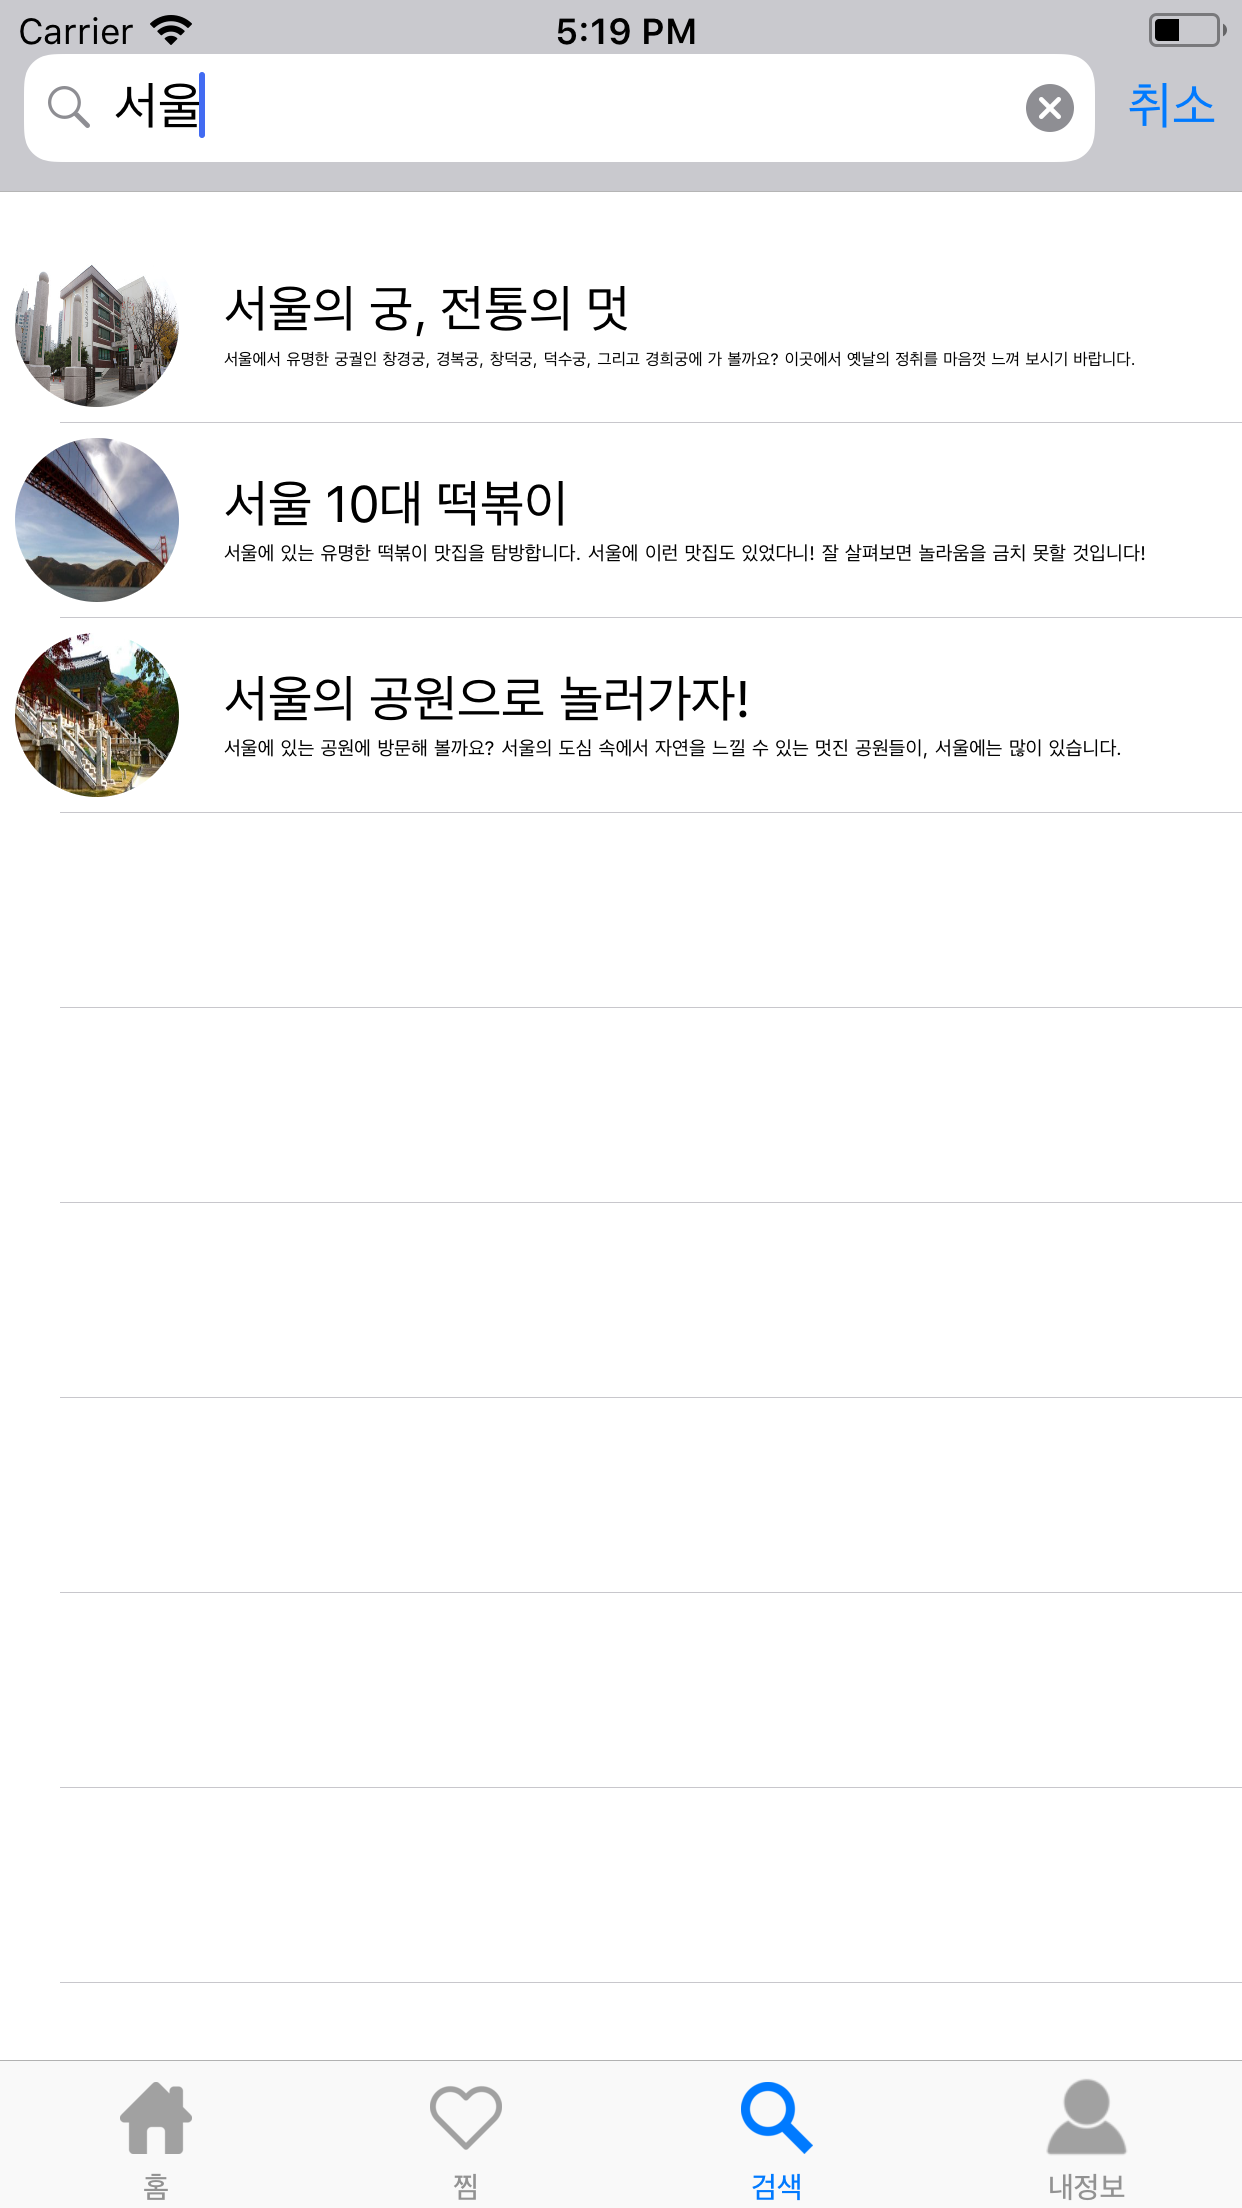 Carrier 5:19 PM
서울 취소
서울의 궁, 전통의 멋
서울에서 유명한 궁궐인 창경궁, 경복궁, 창덕궁, 덕수궁, 그리고 경희궁에 가 볼까요? 이곳에서 옛날의 정취를 마음껏 느껴 보시기 바랍니다.
서울 10대 떡볶이
서울에 있는 유명한 떡볶이 맛집을 탐방합니다. 서울에 이런 맛집도 있었다니! 잘 살펴보면 놀라움을 금치 못할 것입니다!
서울의 공원으로 놀러가자!
서울에 있는 공원에 방문해 볼까요? 서울의 도심 속에서 자연을 느낄 수 있는 멋진 공원들이, 서울에는 많이 있습니다.
홈 찜 검색 내정보